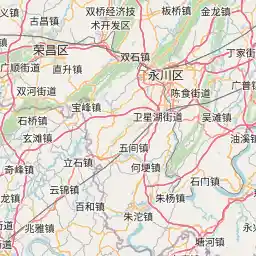 古昌镇
双桥经济技
术开发区
板桥镇
金龙镇
荣昌区
双石镇
丁家街
广顺街道
直升镇
永川区
双河街道
陈食街道
广普镇
宝峰镇
石桥镇
卫星湖街道
吴滩镇
玄滩镇
油溪镇
五间镇
奇峰镇
立石镇
何埂镇
石门镇
云锦镇
朱杨镇
百和镇
兆雅镇
朱沱镇
永兴
塘河镇